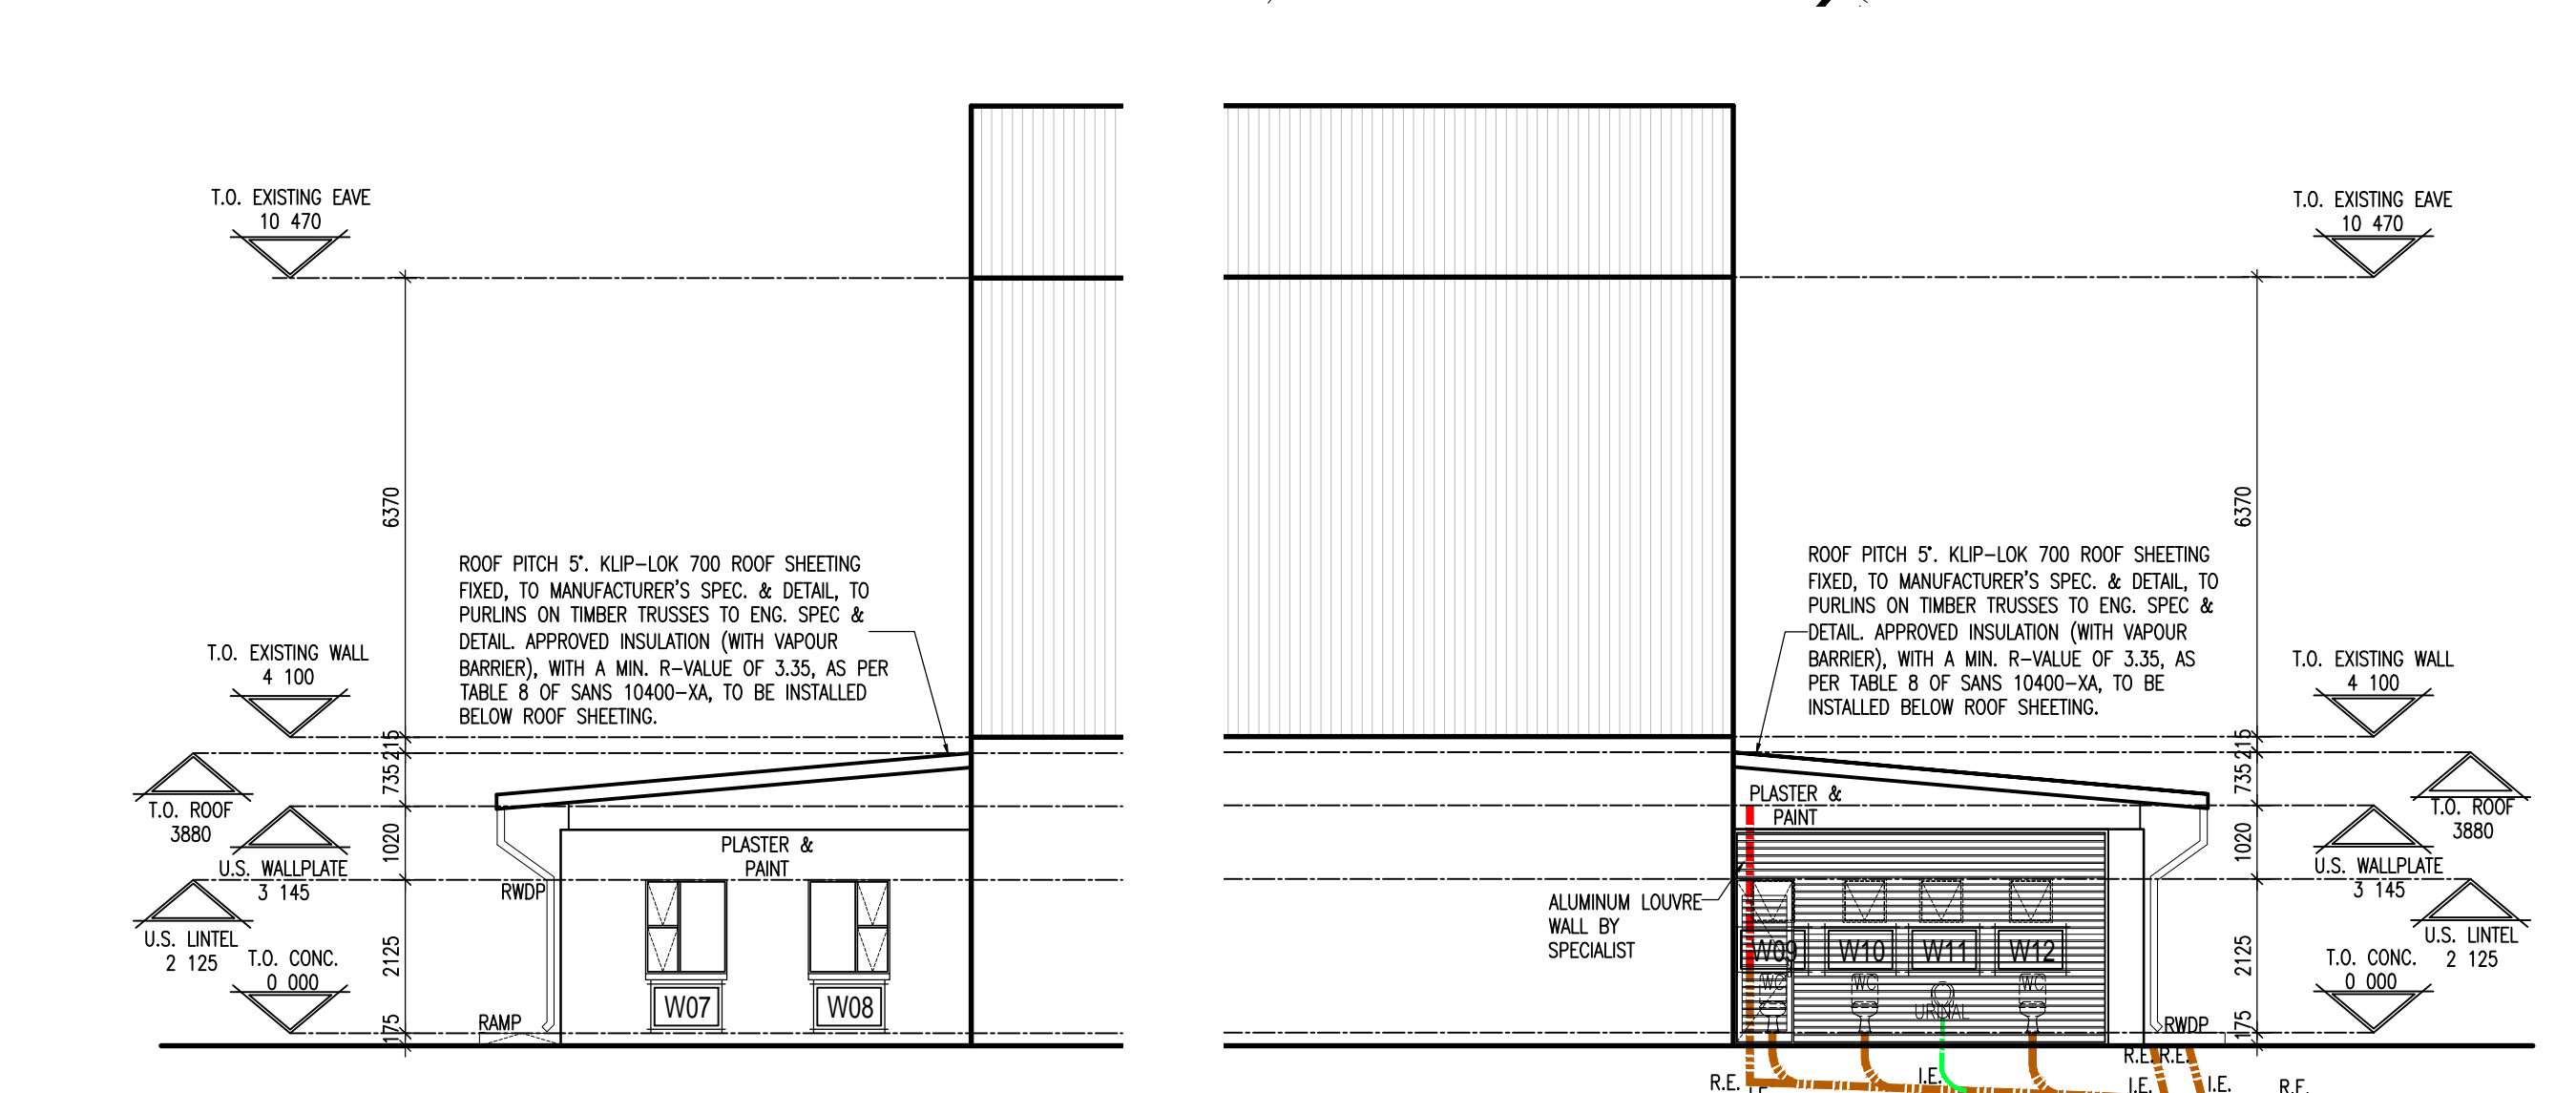 T.O. EXISTING EAVE
10 470
6370
ROOF PITCH 5°. KLIP-LOK 700 ROOF SHEETING
FIXED, TO MANUFACTURER'S SPEC. & DETAIL, TO
PURLINS ON TIMBER TRUSSES TO ENG. SPEC &
DETAIL. APPROVED INSULATION (WITH VAPOUR
BARRIER), WITH A MIN. R-VALUE OF 3.35, AS PER
TABLE 8 OF SANS 10400-XA, TO BE INSTALLED
BELOW ROOF SHEETING.
T.O. EXISTING WALL
4 100
215
735
T.O. ROOF
3880
1020
U.S. WALLPLATE
3 145
U.S. LINTEL
2 125
2125
T.O. CONC.
0 000
175
RWDP
RAMP
PLASTER &
PAINT
W07
W08
T.O. EXISTING EAVE
10 470
6370
ROOF PITCH 5°. KLIP-LOK 700 ROOF SHEETING
FIXED, TO MANUFACTURER'S SPEC. & DETAIL, TO
PURLINS ON TIMBER TRUSSES TO ENG. SPEC &
DETAIL. APPROVED INSULATION (WITH VAPOUR
BARRIER), WITH A MIN. R-VALUE OF 3.35, AS
PER TABLE 8 OF SANS 10400-XA, TO BE
INSTALLED BELOW ROOF SHEETING.
T.O. EXISTING WALL
4 100
215
735
T.O. ROOF
3880
1020
U.S. WALLPLATE
3 145
U.S. LINTEL
2 125
2125
T.O. CONC.
0 000
175
PLASTER &
PAINT
ALUMINUM LOUVRE
WALL BY
SPECIALIST
W09
W10
W11
W12
WC
WC
URINAL
WC
RWDP
R.E.
R.E.
R.E.
I.E.
I.E.
I.E.
I.E.
R.E.